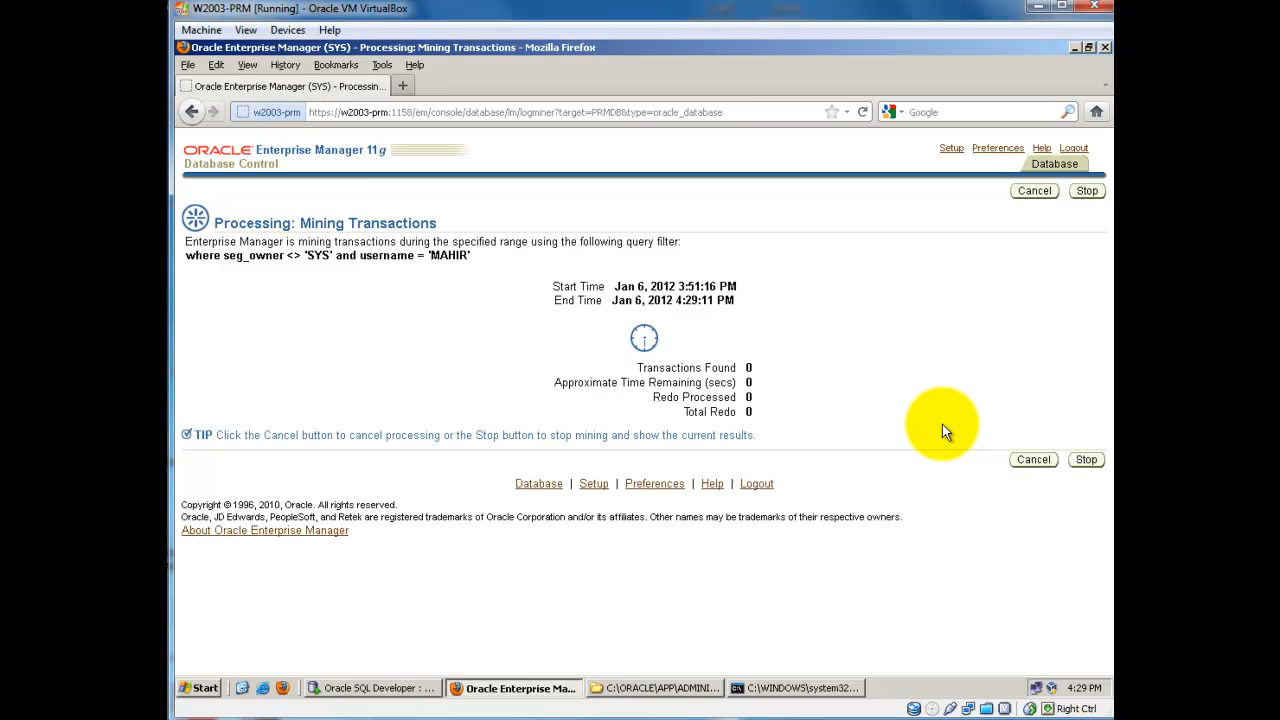 W2003-PRM [Running] - Oracle VM VirtualBox
Machine View Devices Help
Oracle Enterprise Manager (SYS) - Processing: Mining Transactions - Mozilla Firefox
File Edit View History Bookmarks Tools Help
Oracle Enterprise Manager (SYS) - Processin...
w2003-prm https://w2003-prm:1158/em/console/database/lm/logminer?target=PRMDB&type=oracle_database Google
ORACLE Enterprise Manager 11g
Database Control
Setup Preferences Help Logout
Database
Cancel Stop
Processing: Mining Transactions
Enterprise Manager is mining transactions during the specified range using the following query filter:
where seg_owner <> 'SYS' and username = 'MAHIR'
Start Time Jan 6, 2012 3:51:16 PM
End Time Jan 6, 2012 4:29:11 PM
Transactions Found 0
Approximate Time Remaining (secs) 0
Redo Processed 0
Total Redo 0
TIP Click the Cancel button to cancel processing or the Stop button to stop mining and show the current results.
Cancel Stop
Database | Setup | Preferences | Help | Logout
Copyright © 1996, 2010, Oracle. All rights reserved.
Oracle, JD Edwards, PeopleSoft, and Retek are registered trademarks of Oracle Corporation and/or its affiliates. Other names may be trademarks of their respective owners.
About Oracle Enterprise Manager
Start Oracle SQL Developer : ... Oracle Enterprise Ma... C:\ORACLE\APP\ADMINI... C:\WINDOWS\system32... 4:29 PM
Right Ctrl